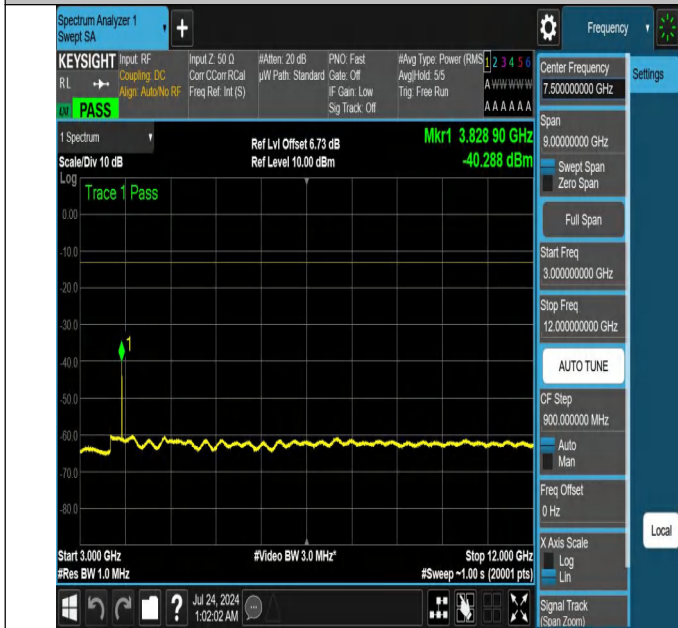 Spectrum Analyzer 1
Swept SA
Frequency
KEYSIGHT
RL
PASS
Input: RF
Coupling: DC
Align: Auto/No RF
Input Z: 50 Ω
Corr CCorr RCal
Freq Ref: Int (S)
#Atten: 20 dB
µW Path: Standard
PNO: Fast
Gate: Off
IF Gain: Low
Sig Track: Off
#Avg Type: Power (RMS
Avg|Hold: 5/5
Trig: Free Run
1 2 3 4 5 6
A W W W W W
A A A A A A
1 Spectrum
Scale/Div 10 dB
Log
Ref Lvl Offset 6.73 dB
Ref Level 10.00 dBm
Mkr1 3.828 90 GHz
-40.288 dBm
Trace 1 Pass
0.00
-10.0
-20.0
-30.0
-40.0
-50.0
-60.0
-70.0
-80.0
1
Start 3.000 GHz
#Res BW 1.0 MHz
#Video BW 3.0 MHz*
Stop 12.000 GHz
#Sweep ~1.00 s (20001 pts)
Jul 24, 2024
1:02:02 AM
Center Frequency
7.500000000 GHz
Settings
Span
9.00000000 GHz
Swept Span
Zero Span
Full Span
Start Freq
3.000000000 GHz
Stop Freq
12.000000000 GHz
AUTO TUNE
CF Step
900.000000 MHz
Auto
Man
Freq Offset
0 Hz
Local
X Axis Scale
Log
Lin
Signal Track
(Span Zoom)